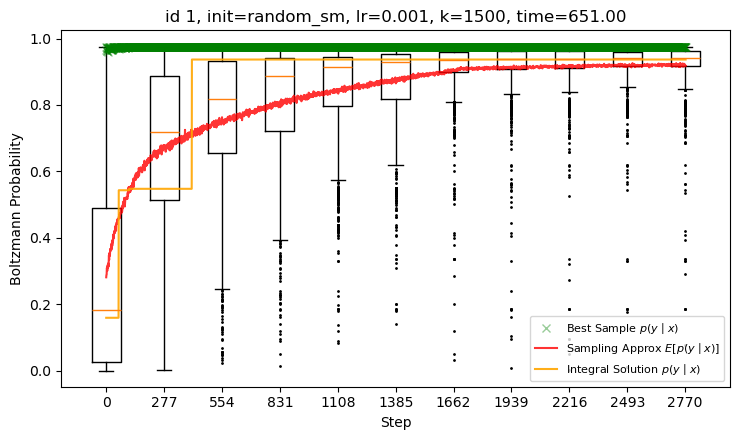 id 1, init=random_sm, lr=0.001, k=1500, time=651.00
Boltzmann Probability
1.0
0.8
0.6
0.4
0.2
0.0
Best Sample p(y | x)
Sampling Approx E[p(y | x)]
Integral Solution p(y | x)
0 277 554 831 1108 1385 1662 1939 2216 2493 2770
Step